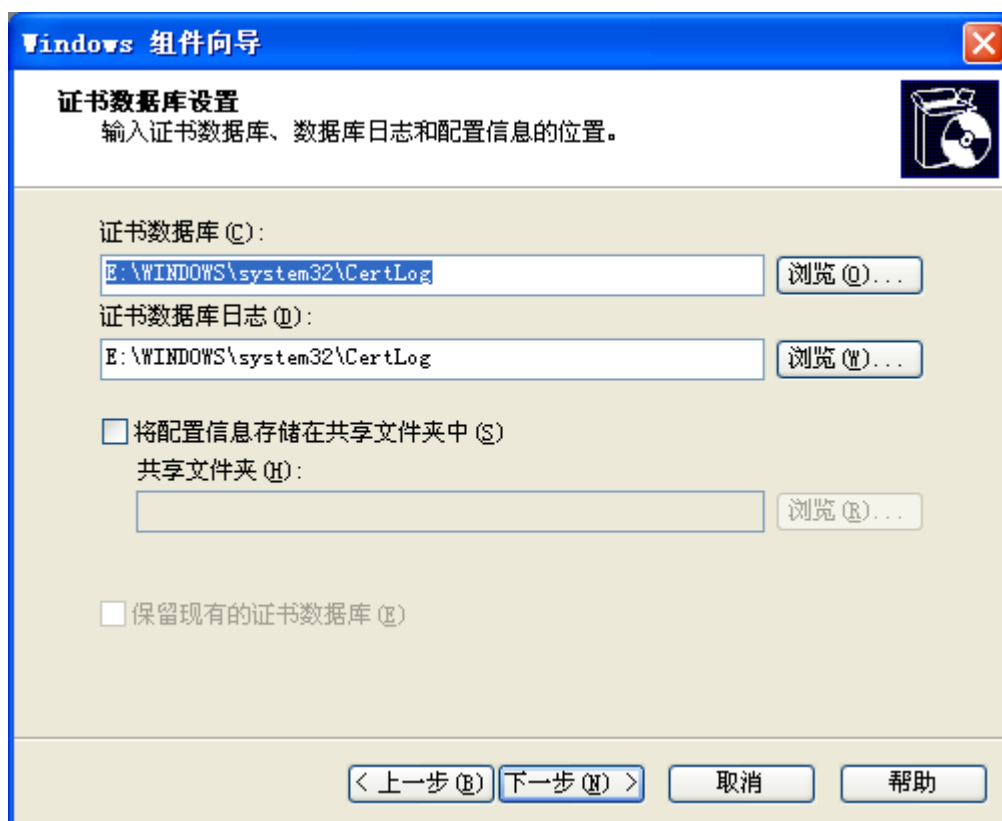 Windows 组件向导
证书数据库设置
输入证书数据库、数据库日志和配置信息的位置。
证书数据库(C):
E:\WINDOWS\system32\CertLog
浏览(O)...
证书数据库日志(D):
E:\WINDOWS\system32\CertLog
浏览(W)...
将配置信息存储在共享文件夹中(S)
共享文件夹(H):
浏览(R)...
保留现有的证书数据库(E)
< 上一步(B)
下一步(N) >
取消
帮助